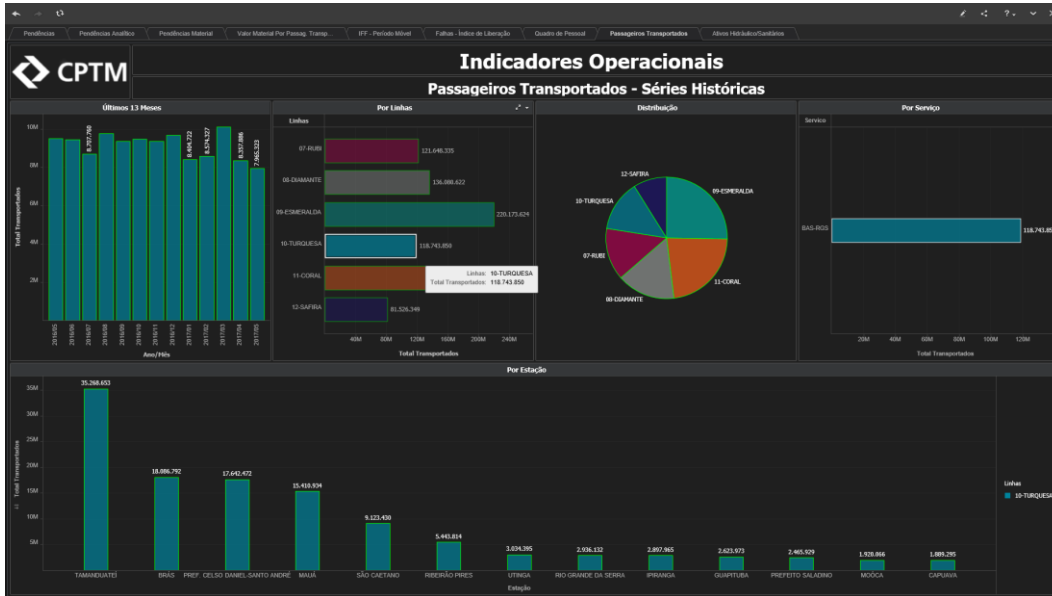 Pendências
Pendências Analítico
Pendências Material
Valor Material Por Passag. Transp...
IFF - Período Móvel
Falhas - Índice de Liberação
Quadro de Pessoal
Passageiros Transportados
Ativos Hidráulico/Sanitários
CPTM
Indicadores Operacionais
Passageiros Transportados - Séries Históricas
Últimos 13 Meses
Total Transportados
10M
8M
6M
4M
2M
8.707.760
8.404.722
8.574.327
8.357.886
7.965.323
2016/05
2016/06
2016/07
2016/08
2016/09
2016/10
2016/11
2016/12
2017/01
2017/02
2017/03
2017/04
2017/05
Ano/Mês
Por Linhas
Linhas
07-RUBI
121.648.335
08-DIAMANTE
136.088.622
09-ESMERALDA
220.173.624
10-TURQUESA
118.743.850
11-CORAL
Linhas: 10-TURQUESA
Total Transportados: 118.743.850
12-SAFIRA
81.526.349
40M
80M
120M
160M
200M
240M
Total Transportados
Distribuição
12-SAFIRA
09-ESMERALDA
10-TURQUESA
07-RUBI
11-CORAL
08-DIAMANTE
Por Serviço
Servico
BAS-RGS
118.743.85
20M
40M
60M
80M
100M
120M
Total Transportados
Por Estação
Total Transportados
35M
30M
25M
20M
15M
10M
5M
35.268.653
18.086.792
17.642.472
15.410.934
9.123.430
5.443.814
3.034.395
2.936.132
2.897.965
2.623.973
2.465.929
1.920.066
1.889.295
TAMANDUATEÍ
BRÁS
PREF. CELSO DANIEL-SANTO ANDRÉ
MAUÁ
SÃO CAETANO
RIBEIRÃO PIRES
UTINGA
RIO GRANDE DA SERRA
IPIRANGA
GUAPITUBA
PREFEITO SALADINO
MOÓCA
CAPUAVA
Estação
Linhas
10-TURQUESA